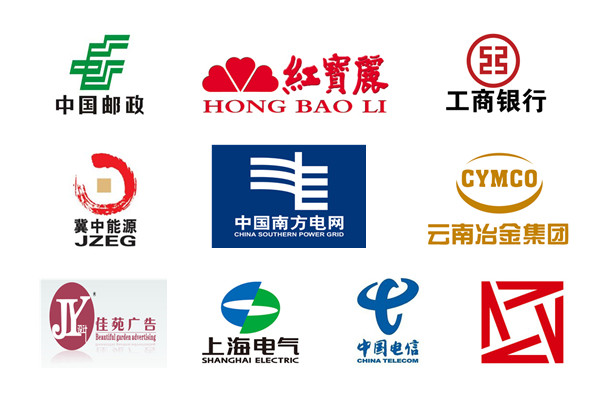 中国邮政
紅寶麗
HONG BAO LI
工商银行
冀中能源
JZEG
中国南方电网
CHINA SOUTHERN POWER GRID
CYMCO
云南冶金集团
JY
佳苑广告
Beautiful garden advertising
上海电气
SHANGHAI ELECTRIC
中国电信
CHINA TELECOM